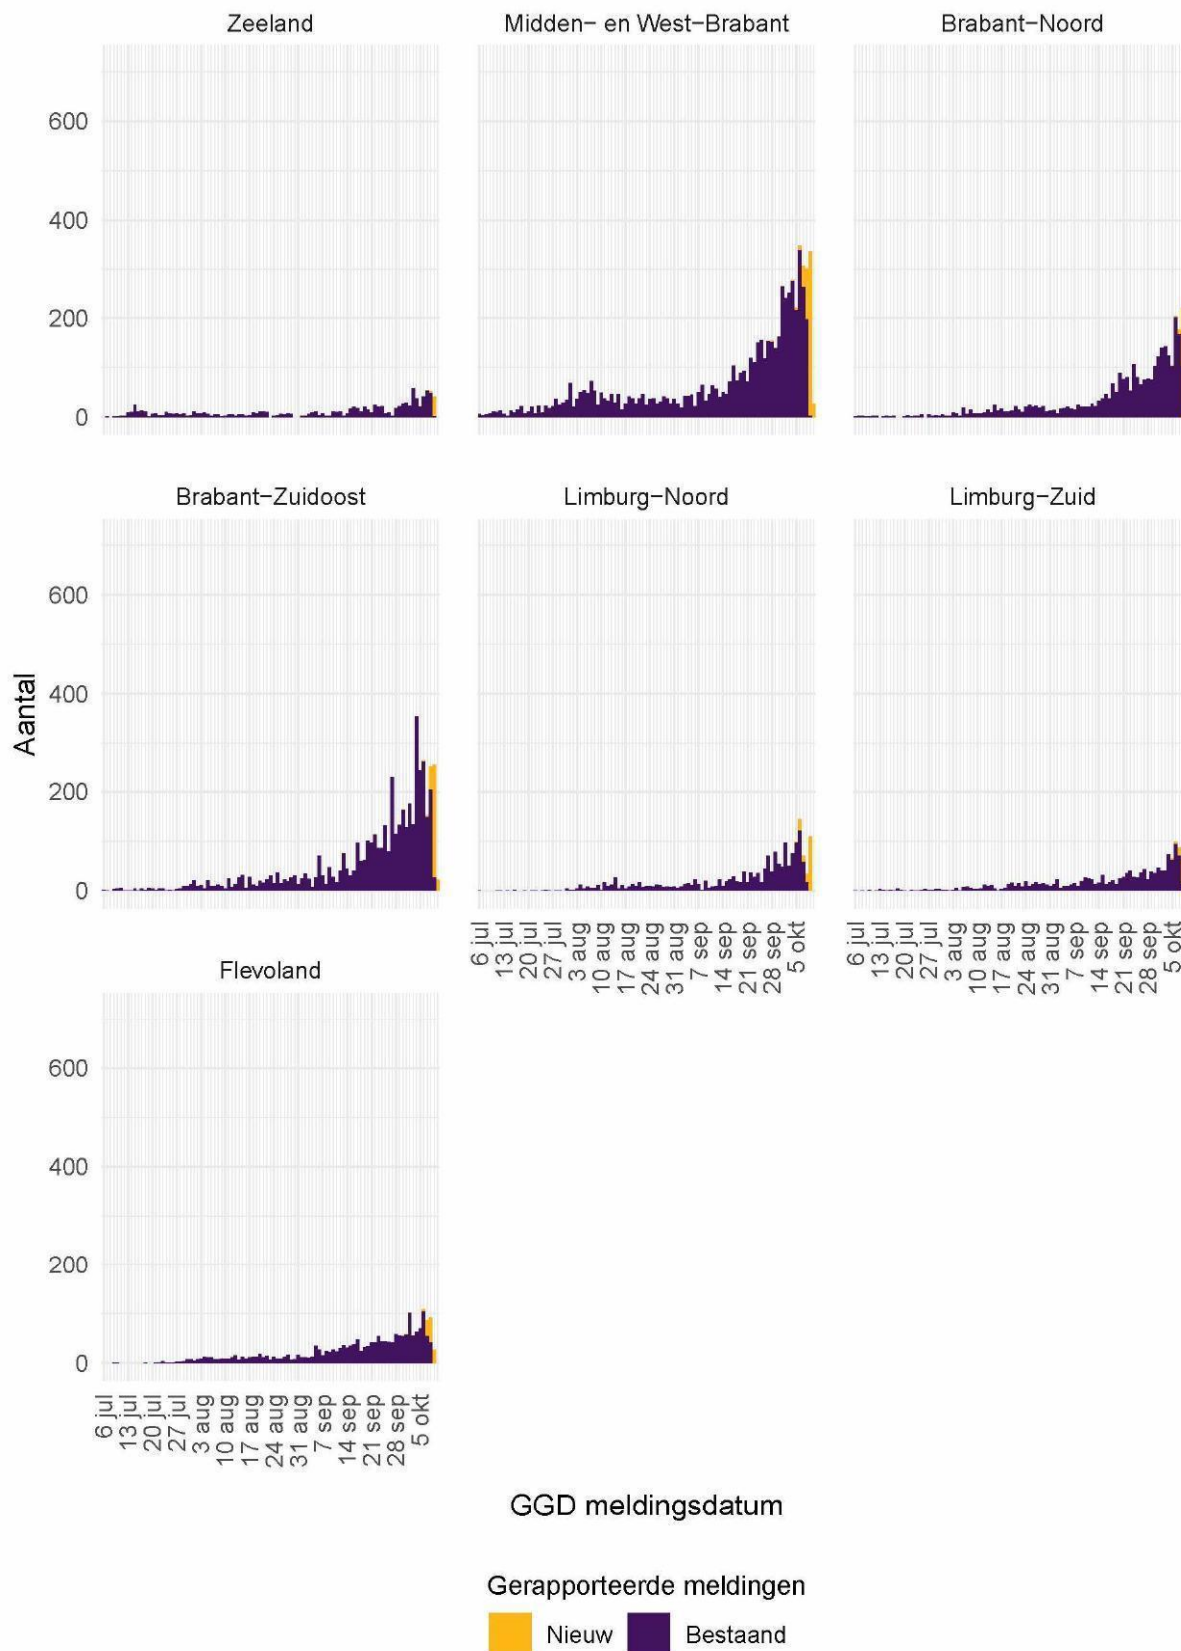 Zeeland
Midden- en West-Brabant
Brabant-Noord
600
400
200
0
Brabant-Zuidoost
Limburg-Noord
Limburg-Zuid
600
400
200
0
Aantal
6 jul
13 jul
20 jul
27 jul
3 aug
10 aug
17 aug
24 aug
31 aug
7 sep
14 sep
21 sep
28 sep
5 okt
6 jul
13 jul
20 jul
27 jul
3 aug
10 aug
17 aug
24 aug
31 aug
7 sep
14 sep
21 sep
28 sep
5 okt
Flevoland
600
400
200
0
6 jul
13 jul
20 jul
27 jul
3 aug
10 aug
17 aug
24 aug
31 aug
7 sep
14 sep
21 sep
28 sep
5 okt
GGD meldingsdatum
Gerapporteerde meldingen
Nieuw
Bestaand